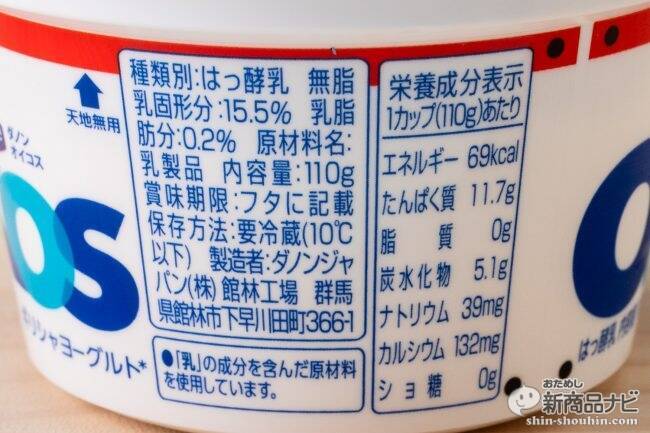 天地無用
ダノン
オイコス
OS
ギリシャヨーグルト*
種類別:はっ酵乳 無脂
乳固形分:15.5% 乳脂
肪分:0.2% 原材料名:
乳製品 内容量:110g
賞味期限:フタに記載
保存方法:要冷蔵(10℃
以下) 製造者:ダノンジャ
パン(株) 館林工場 群馬
県館林市下早川田町366-1
●「乳」の成分を含んだ原材料
を使用しています。
栄養成分表示
1カップ(110g)あたり
エネルギー 69kcal
たんぱく質 11.7g
脂質 0g
炭水化物 5.1g
ナトリウム 39mg
カルシウム 132mg
ショ糖 0g
はっ酵乳
おためし
新商品ナビ
shin-shouhin.com